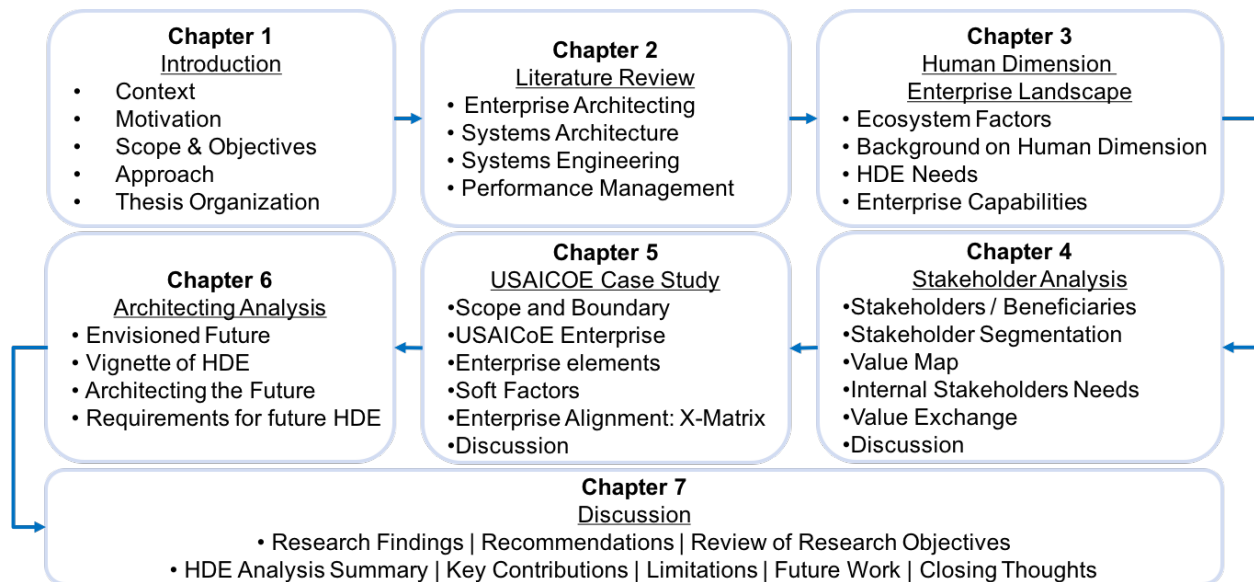 Chapter 1
Introduction
• Context
• Motivation
• Scope & Objectives
• Approach
• Thesis Organization
Chapter 2
Literature Review
• Enterprise Architecting
• Systems Architecture
• Systems Engineering
• Performance Management
Chapter 3
Human Dimension
Enterprise Landscape
• Ecosystem Factors
• Background on Human Dimension
• HDE Needs
• Enterprise Capabilities
Chapter 4
Stakeholder Analysis
•Stakeholders / Beneficiaries
•Stakeholder Segmentation
•Value Map
•Internal Stakeholders Needs
•Value Exchange
•Discussion
Chapter 5
USAICOE Case Study
•Scope and Boundary
•USAICoE Enterprise
•Enterprise elements
•Soft Factors
•Enterprise Alignment: X-Matrix
•Discussion
Chapter 6
Architecting Analysis
• Envisioned Future
• Vignette of HDE
• Architecting the Future
• Requirements for future HDE
Chapter 7
Discussion
• Research Findings | Recommendations | Review of Research Objectives
• HDE Analysis Summary | Key Contributions | Limitations | Future Work | Closing Thoughts